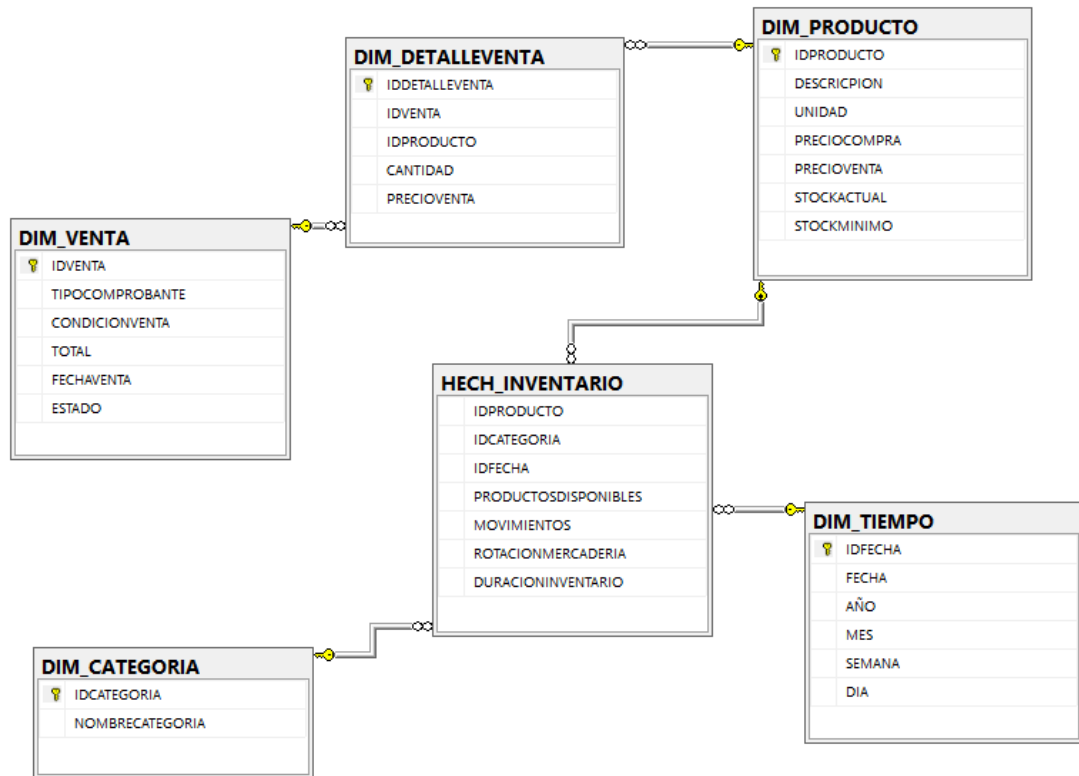 DIM_PRODUCTO
IDPRODUCTO
DESCRICPION
UNIDAD
PRECIOCOMPRA
PRECIOVENTA
STOCKACTUAL
STOCKMINIMO
DIM_DETALLEVENTA
IDDETALLEVENTA
IDVENTA
IDPRODUCTO
CANTIDAD
PRECIOVENTA
DIM_VENTA
IDVENTA
TIPOCOMPROBANTE
CONDICIONVENTA
TOTAL
FECHAVENTA
ESTADO
HECH_INVENTARIO
IDPRODUCTO
IDCATEGORIA
IDFECHA
PRODUCTOSDISPONIBLES
MOVIMIENTOS
ROTACIONMERCADERIA
DURACIONINVENTARIO
DIM_TIEMPO
IDFECHA
FECHA
AÑO
MES
SEMANA
DIA
DIM_CATEGORIA
IDCATEGORIA
NOMBRECATEGORIA